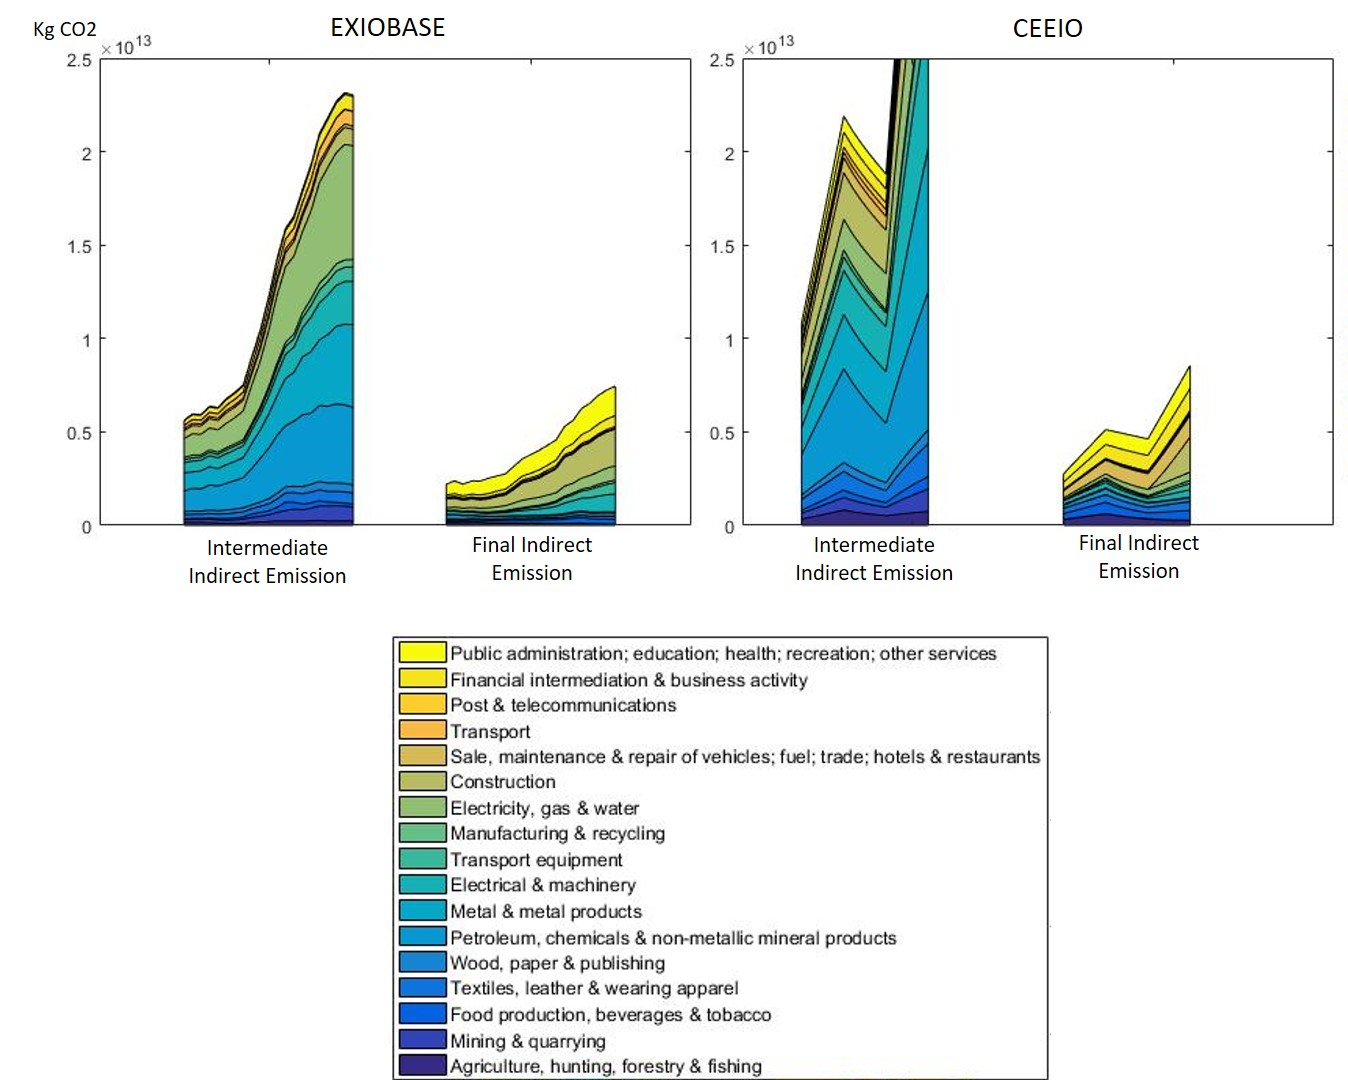 Kg CO2
EXIOBASE
CEEIO
×10^13
2.5
2
1.5
1
0.5
0
Intermediate
Indirect Emission
Final Indirect
Emission
×10^13
2.5
2
1.5
1
0.5
0
Intermediate
Indirect Emission
Final Indirect
Emission
Public administration; education; health; recreation; other services
Financial intermediation & business activity
Post & telecommunications
Transport
Sale, maintenance & repair of vehicles; fuel; trade; hotels & restaurants
Construction
Electricity, gas & water
Manufacturing & recycling
Transport equipment
Electrical & machinery
Metal & metal products
Petroleum, chemicals & non-metallic mineral products
Wood, paper & publishing
Textiles, leather & wearing apparel
Food production, beverages & tobacco
Mining & quarrying
Agriculture, hunting, forestry & fishing